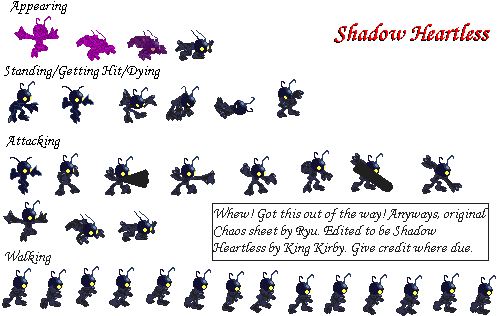 Appearing
Shadow Heartless
Standing/Getting Hit/Dying
Attacking
Whew! Got this out of the way! Anyways, original
Chaos sheet by Ryu. Edited to be Shadow
Heartless by King Kirby. Give credit where due.
Walking